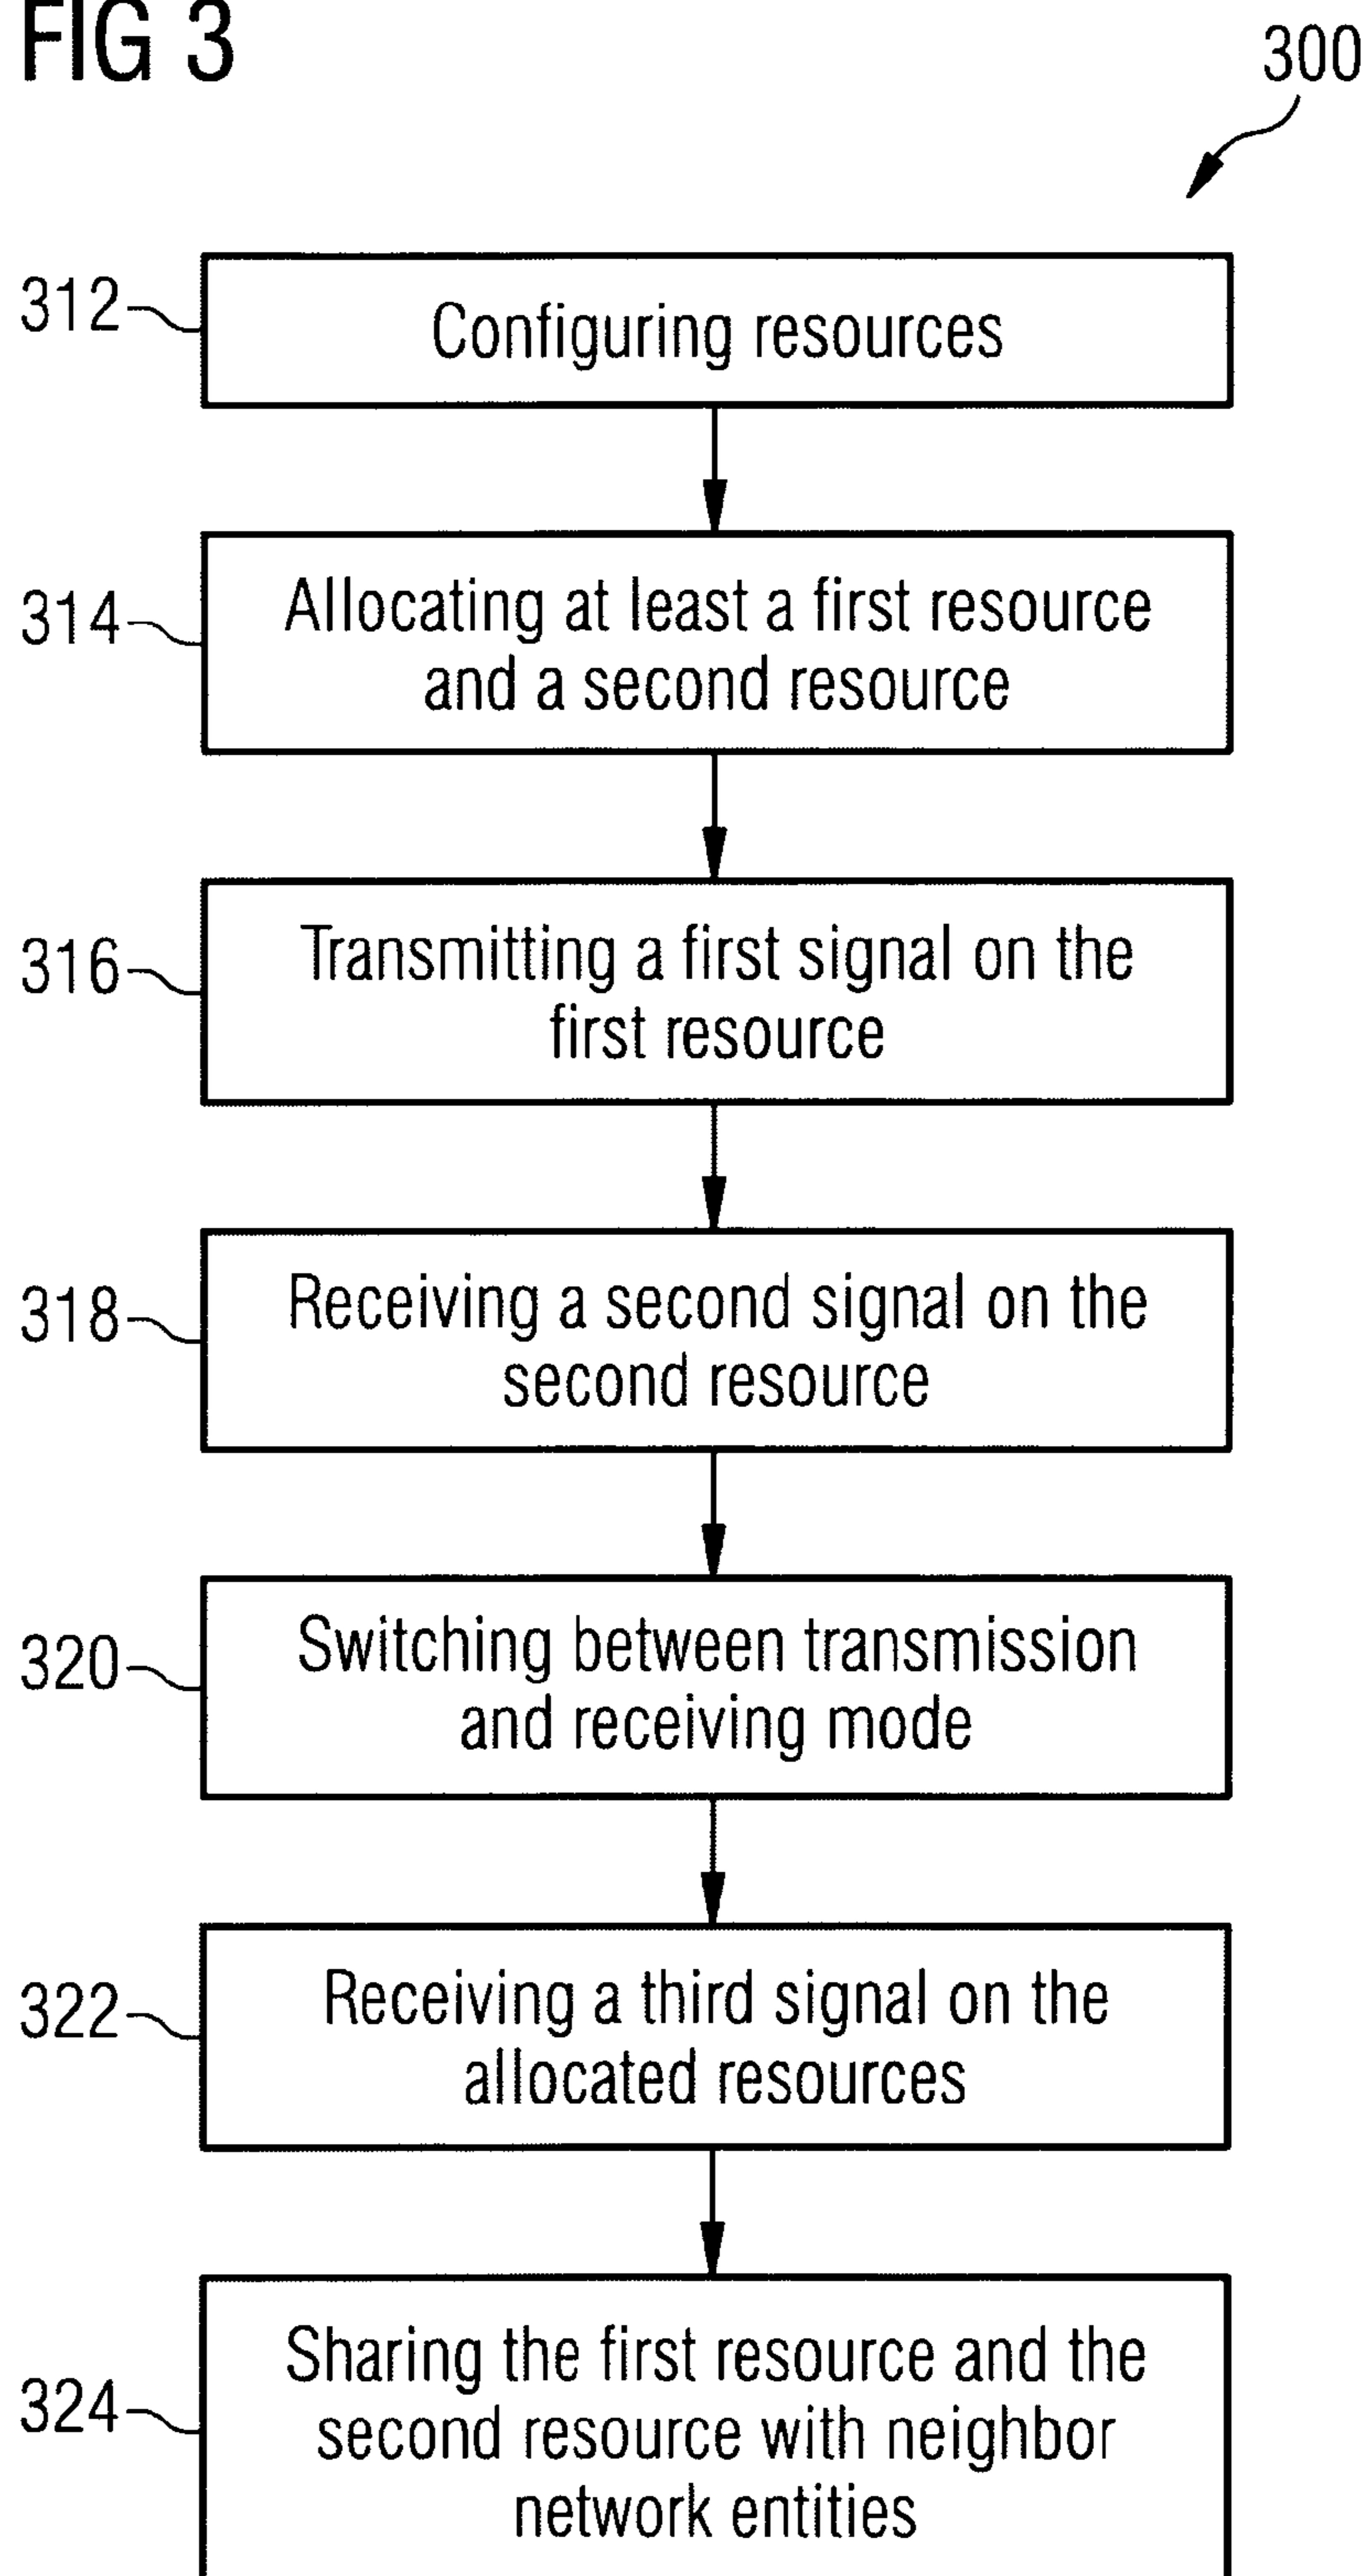 FIG 3
300
312
Configuring resources
314
Allocating at least a first resource
and a second resource
316
Transmitting a first signal on the
first resource
318
Receiving a second signal on the
second resource
320
Switching between transmission
and receiving mode
322
Receiving a third signal on the
allocated resources
324
Sharing the first resource and the
second resource with neighbor
network entities